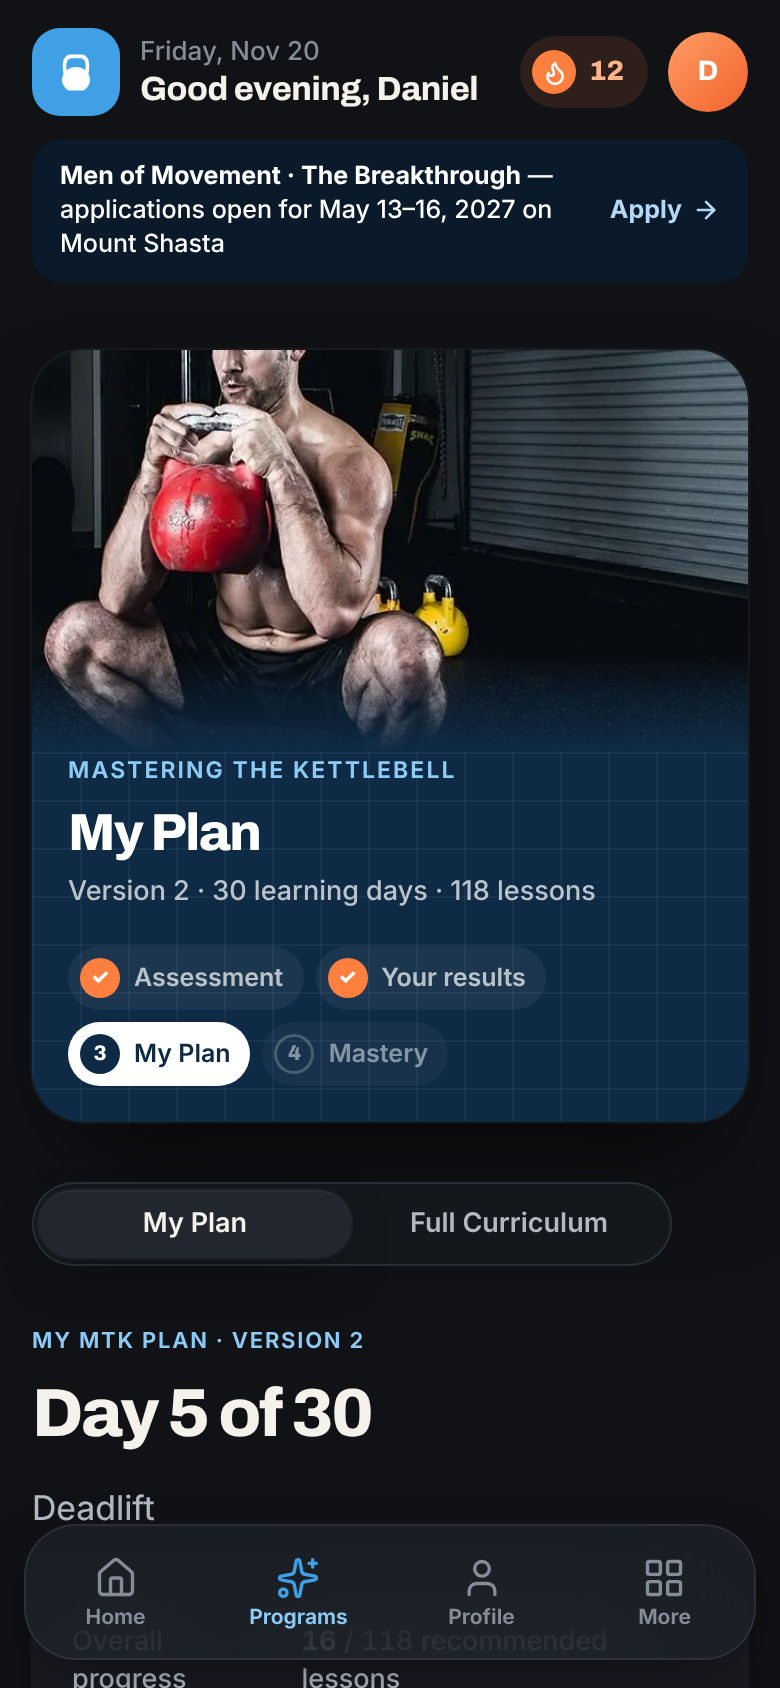 Friday, Nov 20
Good evening, Daniel
12
D
Men of Movement · The Breakthrough —
applications open for May 13–16, 2027 on
Mount Shasta
Apply →
MASTERING THE KETTLEBELL
My Plan
Version 2 · 30 learning days · 118 lessons
Assessment
Your results
3 My Plan
4 Mastery
My Plan
Full Curriculum
MY MTK PLAN · VERSION 2
Day 5 of 30
Deadlift
Home
Programs
Profile
More
Overall
progress
16 / 118 recommended
lessons